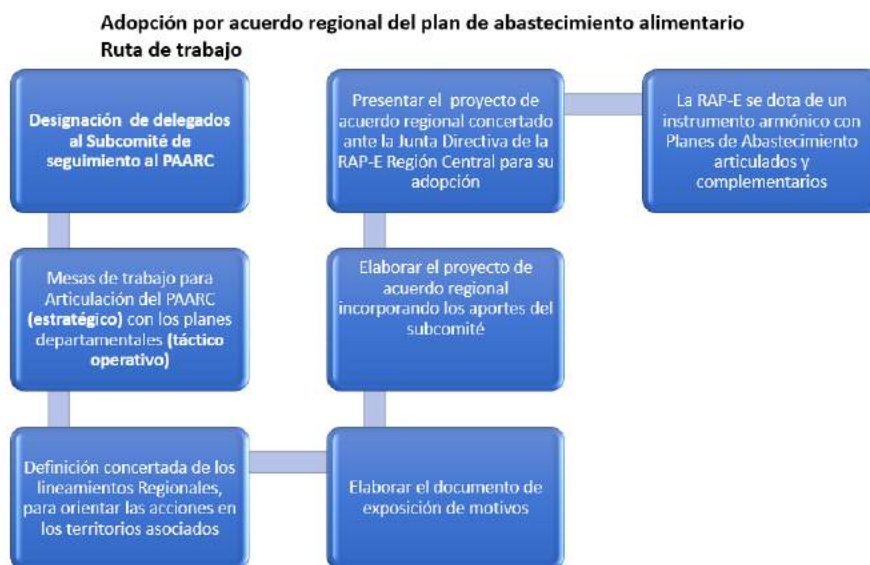 Adopción por acuerdo regional del plan de abastecimiento alimentario
Ruta de trabajo
Designación de delegados
al Subcomité de
seguimiento al PAARC
Mesas de trabajo para
Articulación del PAARC
(estratégico) con los planes
departamentales (táctico
operativo)
Definición concertada de los
lineamientos Regionales,
para orientar las acciones en
los territorios asociados
Elaborar el documento de
exposición de motivos
Elaborar el proyecto de
acuerdo regional
incorporando los aportes del
subcomité
Presentar el proyecto de
acuerdo regional concertado
ante la Junta Directiva de la
RAP-E Región Central para su
adopción
La RAP-E se dota de un
instrumento armónico con
Planes de Abastecimiento
articulados y
complementarios